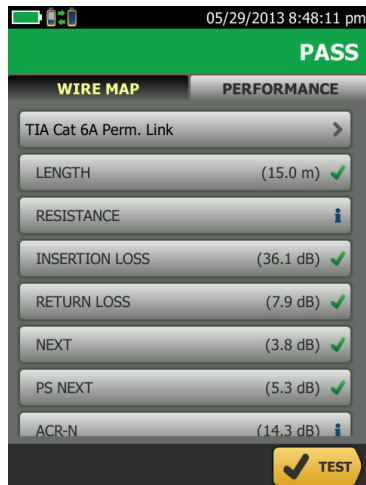 05/29/2013 8:48:11 pm
PASS
WIRE MAP PERFORMANCE
TIA Cat 6A Perm. Link
LENGTH (15.0 m)
RESISTANCE
INSERTION LOSS (36.1 dB)
RETURN LOSS (7.9 dB)
NEXT (3.8 dB)
PS NEXT (5.3 dB)
ACR-N (14.3 dB)
TEST